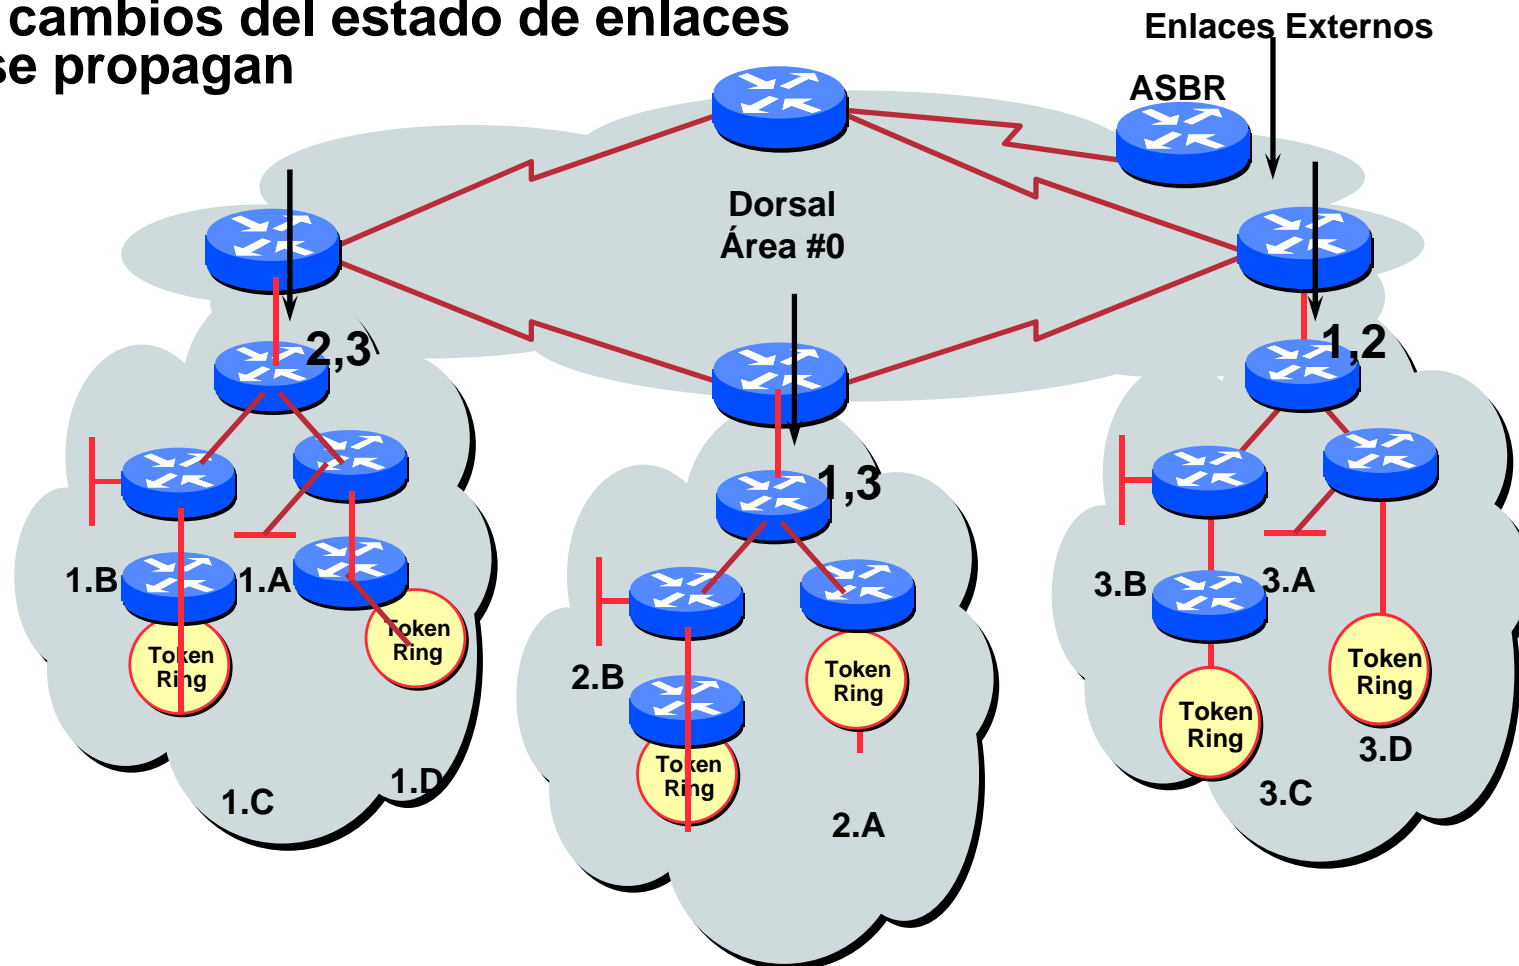 cambios del estado de enlaces
se propagan
Enlaces Externos
ASBR
Dorsal
Área #0
2,3
1,2
1,3
1.B
1.A
Token
Ring
Token
Ring
1.C
1.D
2.B
Token
Ring
Token
Ring
2.A
3.B
3.A
Token
Ring
Token
Ring
3.D
3.C